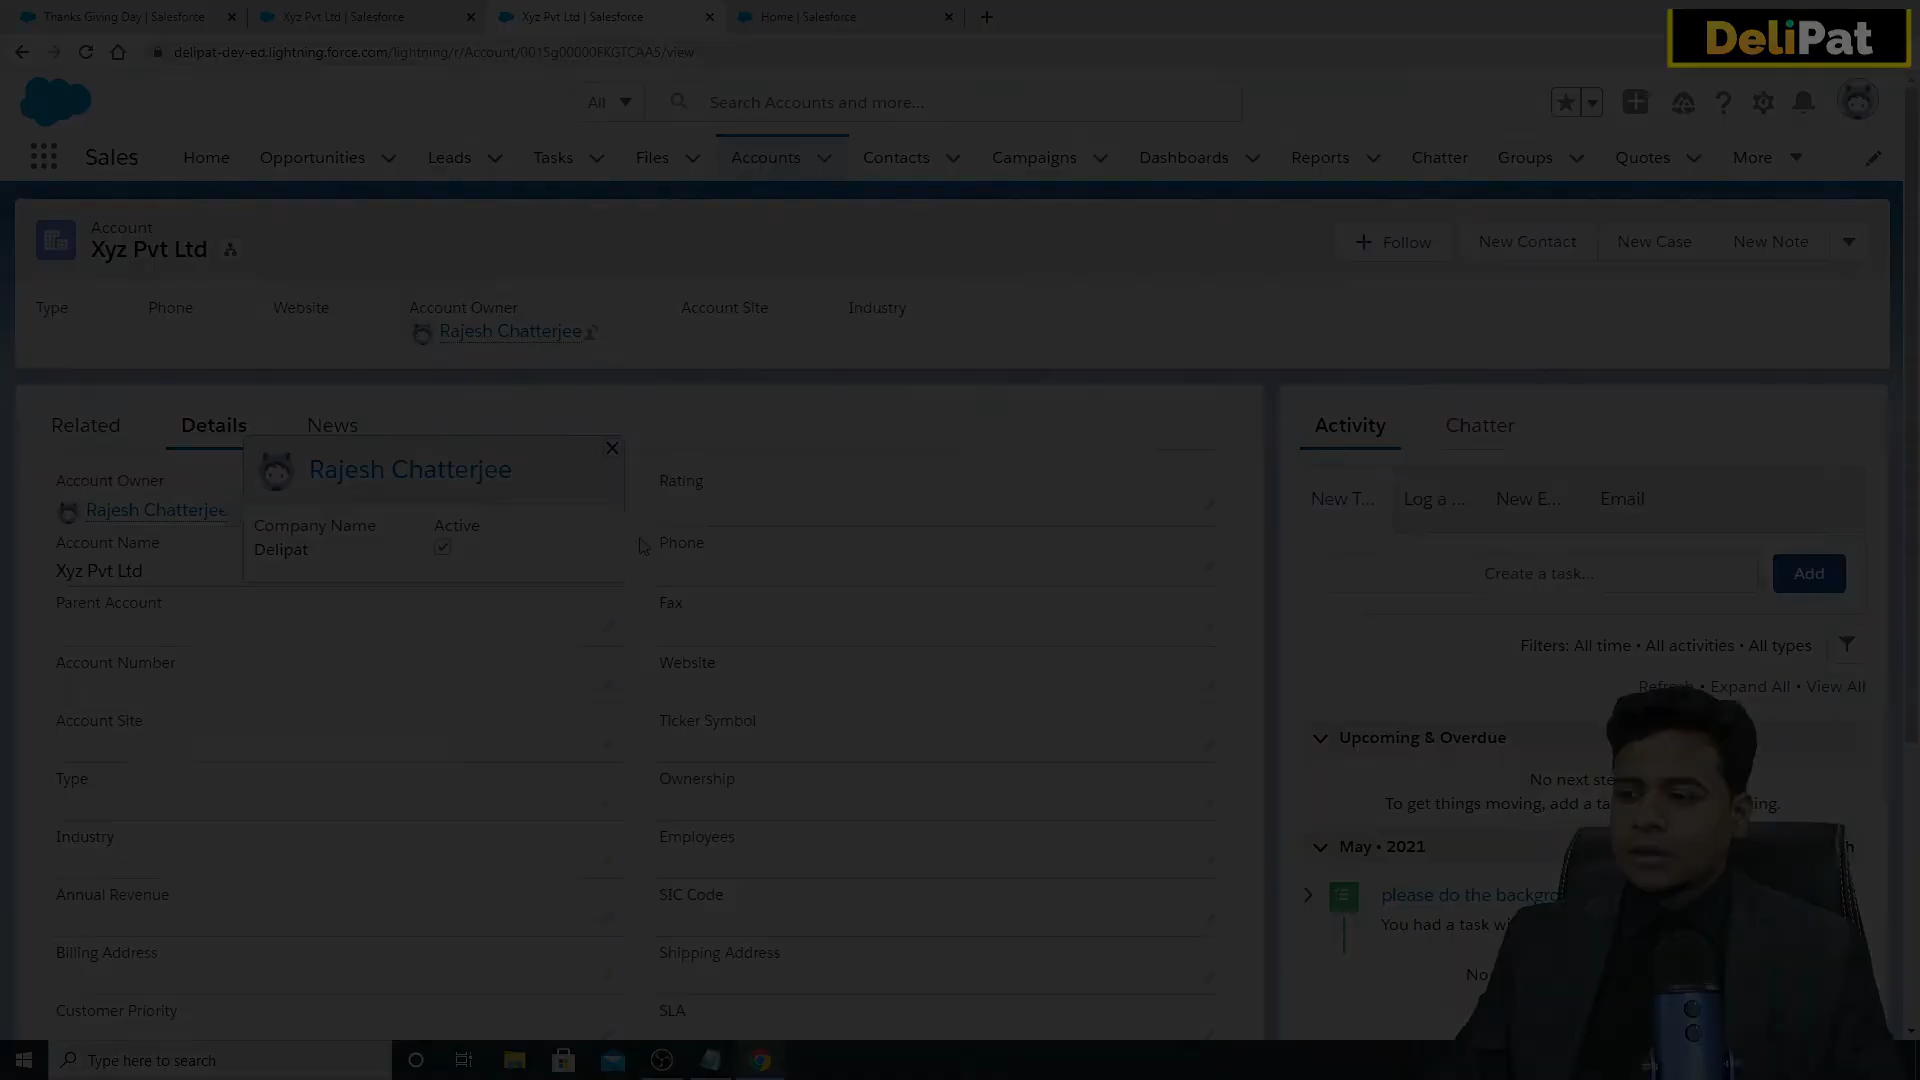 Thanks Giving Day | Salesforce
Xyz Pvt Ltd | Salesforce
Xyz Pvt Ltd | Salesforce
Home | Salesforce
DeliPat
delipat-dev-ed.lightning.force.com/lightning/r/Account/0015g00000EKGTCAA5/view
All
Search Accounts and more...
Sales
Home
Opportunities
Leads
Tasks
Files
Accounts
Contacts
Campaigns
Dashboards
Reports
Chatter
Groups
Quotes
More
Account
Xyz Pvt Ltd
Follow
New Contact
New Case
New Note
Type
Phone
Website
Account Owner
Account Site
Industry
Rajesh Chatterjee
Related
Details
News
Activity
Chatter
Rajesh Chatterjee
Company Name
Active
Delipat
Account Owner
Rajesh Chatterjee
Rating
Account Name
Xyz Pvt Ltd
Phone
Parent Account
Fax
Account Number
Website
Account Site
Ticker Symbol
Type
Ownership
Industry
Employees
Annual Revenue
SIC Code
Billing Address
Shipping Address
Customer Priority
SLA
New T...
Log a ...
New E...
Email
Create a task...
Add
Filters: All time • All activities • All types
Refresh • Expand All • View All
Upcoming & Overdue
No next ste
To get things moving, add a ta ing.
May • 2021
h
please do the backgro
You had a task wi
No
Type here to search